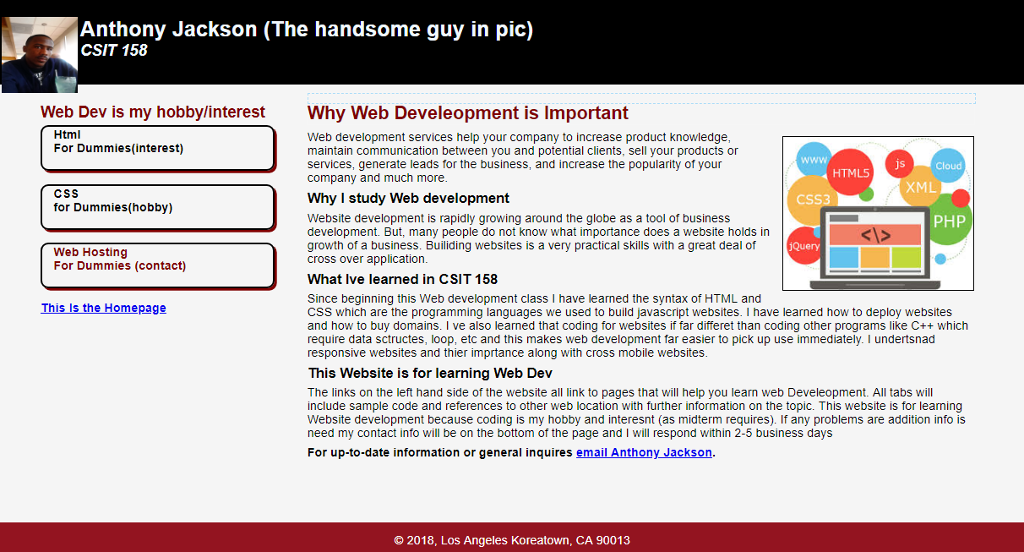 Anthony Jackson (The handsome guy in pic)
CSIT 158
Web Dev is my hobby/interest
Html
For Dummies(interest)
CSS
for Dummies(hobby)
Web Hosting
For Dummies (contact)
This Is the Homepage
Why Web Develeopment is Important
Web development services help your company to increase product knowledge,
maintain communication between you and potential clients, sell your products or
services, generate leads for the business, and increase the popularity of your
company and much more.
www
HTML5
js
Cloud
CSS3
XML
PHP
jQuery
</>
Why I study Web development
Website development is rapidly growing around the globe as a tool of business
development. But, many people do not know what importance does a website holds in
growth of a business. Builiding websites is a very practical skills with a great deal of
cross over application.
What Ive learned in CSIT 158
Since beginning this Web development class I have learned the syntax of HTML and
CSS which are the programming languages we used to build javascript websites. I have learned how to deploy websites
and how to buy domains. I ve also learned that coding for websites if far differet than coding other programs like C++ which
require data sctructes, loop, etc and this makes web development far easier to pick up use immediately. I undertsnad
responsive websites and thier imprtance along with cross mobile websites.
This Website is for learning Web Dev
The links on the left hand side of the website all link to pages that will help you learn web Develeopment. All tabs will
include sample code and references to other web location with further information on the topic. This website is for learning
Website development because coding is my hobby and interesnt (as midterm requires). If any problems are addition info is
need my contact info will be on the bottom of the page and I will respond within 2-5 business days
For up-to-date information or general inquires email Anthony Jackson.
© 2018, Los Angeles Koreatown, CA 90013